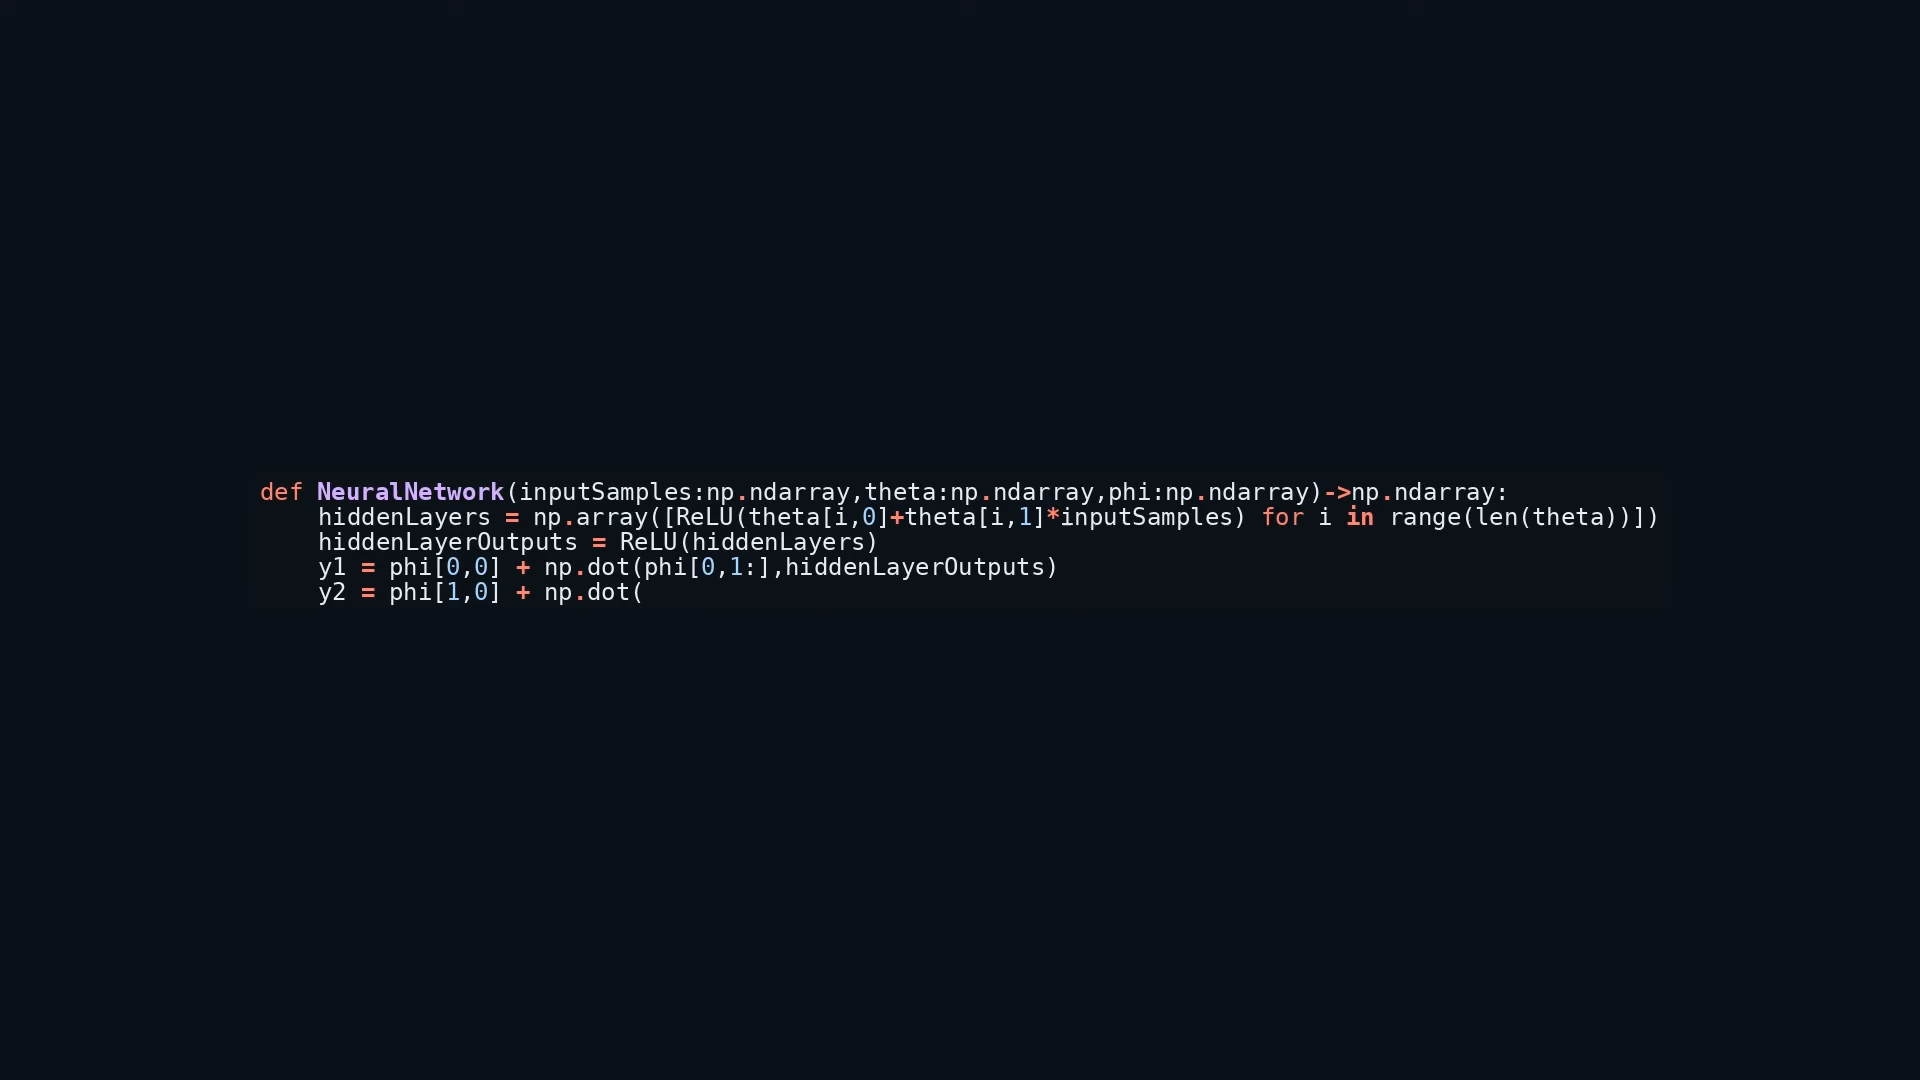 def NeuralNetwork(inputSamples:np.ndarray,theta:np.ndarray,phi:np.ndarray)->np.ndarray:
    hiddenLayers = np.array([ReLU(theta[i,0]+theta[i,1]*inputSamples) for i in range(len(theta))])
    hiddenLayerOutputs = ReLU(hiddenLayers)
    y1 = phi[0,0] + np.dot(phi[0,1:],hiddenLayerOutputs)
    y2 = phi[1,0] + np.dot(